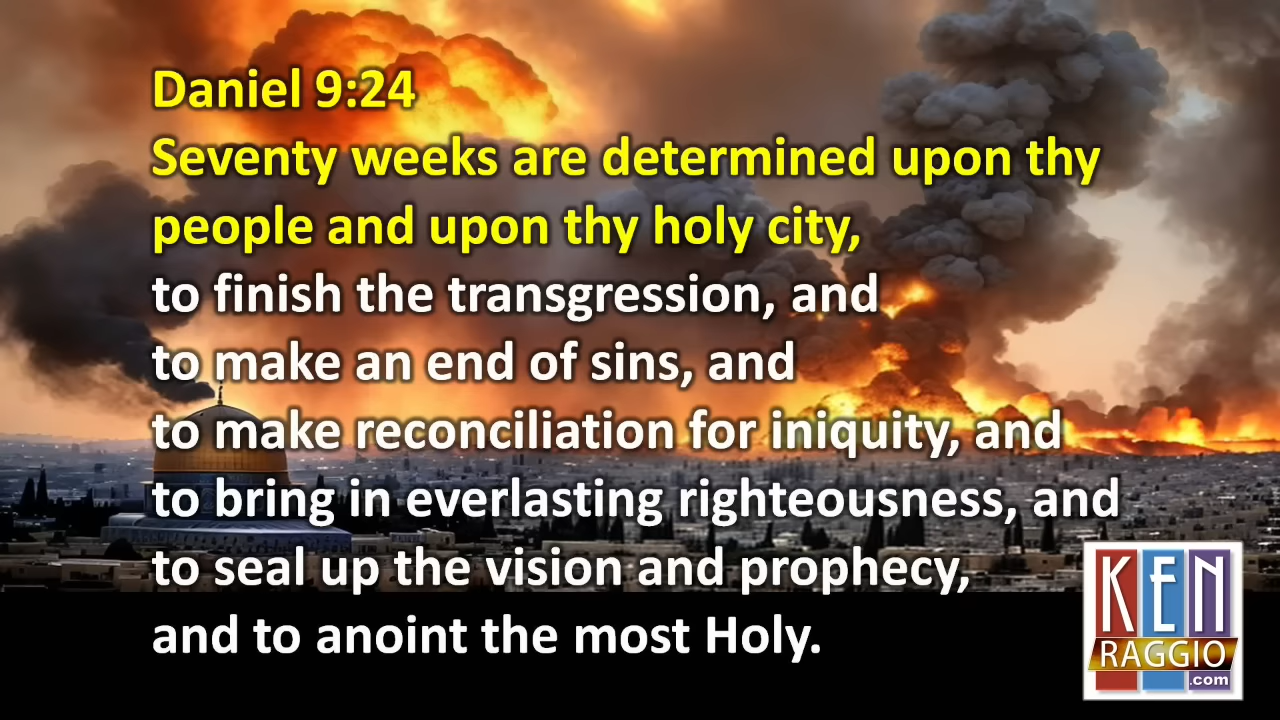 Daniel 9:24
Seventy weeks are determined upon thy
people and upon thy holy city,
to finish the transgression, and
to make an end of sins, and
to make reconciliation for iniquity, and
to bring in everlasting righteousness, and
to seal up the vision and prophecy,
and to anoint the most Holy.
KEN
RAGGIO
.com